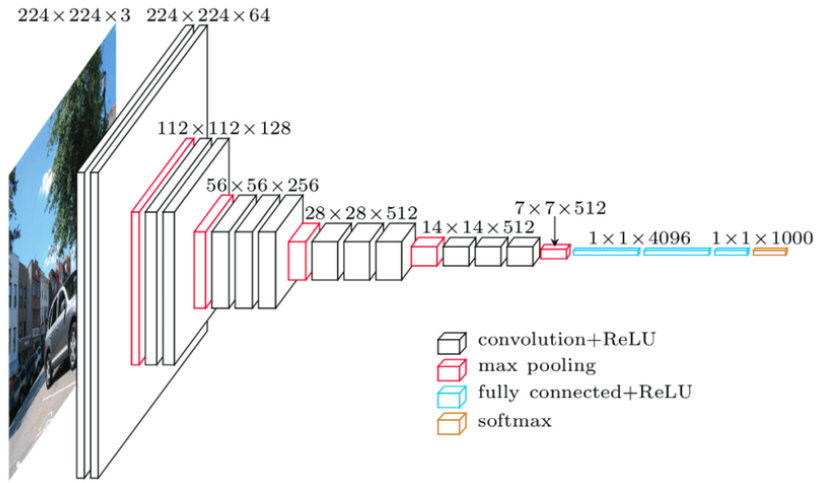 224×224×3
224×224×64
112×112×128
56×56×256
28×28×512
14×14×512
7×7×512
1×1×4096
1×1×1000
convolution+ReLU
max pooling
fully connected+ReLU
softmax